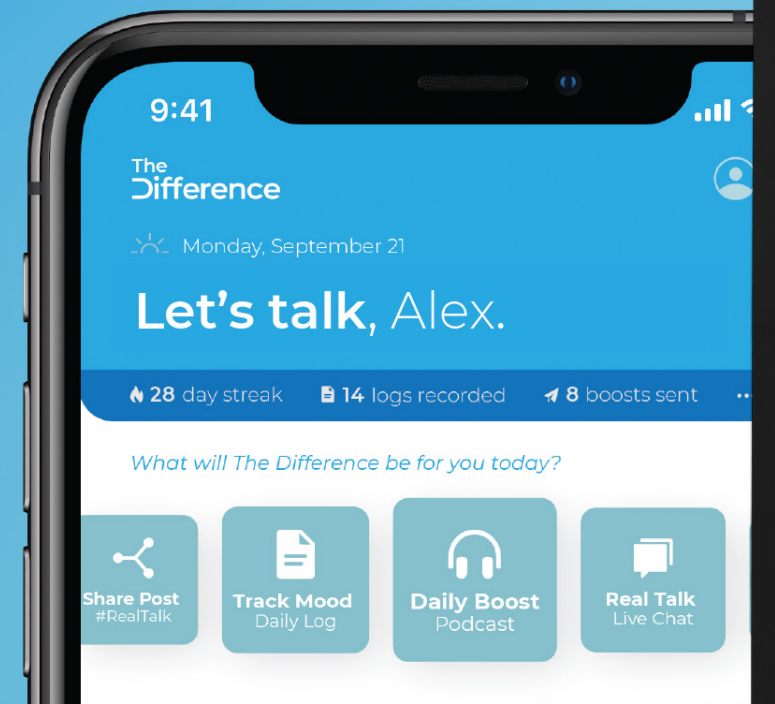 9:41
The
Difference
Monday, September 21
Let's talk, Alex.
28 day streak 14 logs recorded 8 boosts sent ...
What will The Difference be for you today?
Share Post
#RealTalk
Track Mood
Daily Log
Daily Boost
Podcast
Real Talk
Live Chat